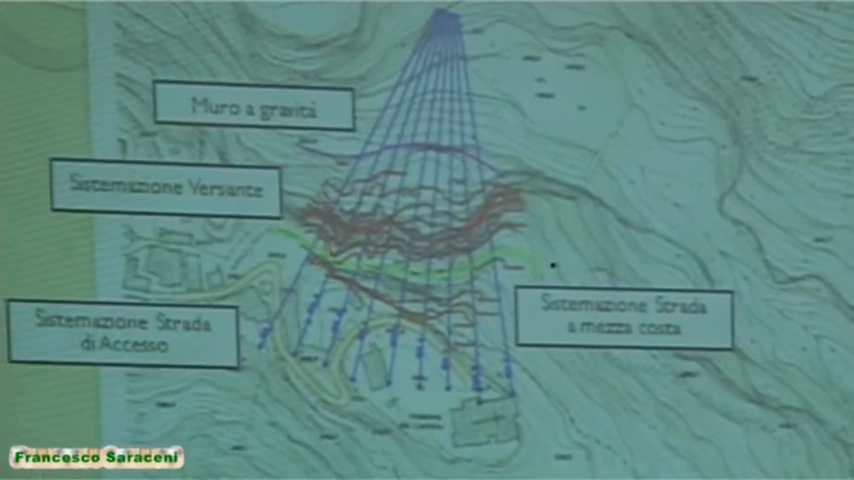 Muro a gravità
Sistemazione Versante
Sistemazione Strada
di Accesso
Sistemazione Strada
a mezza costa
Francesco Saraceni